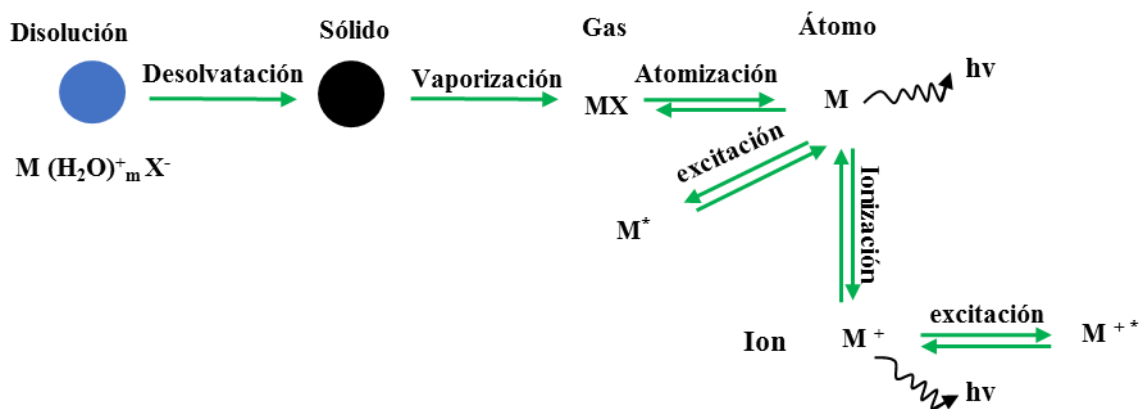 Disolución
Sólido
Gas
Átomo
Desolvatación
Vaporización
Atomización
hv
MX
M
M (H₂O)⁺ₘ X⁻
excitación
Ionización
M*
Ion
M ⁺
excitación
M ⁺ *
hv